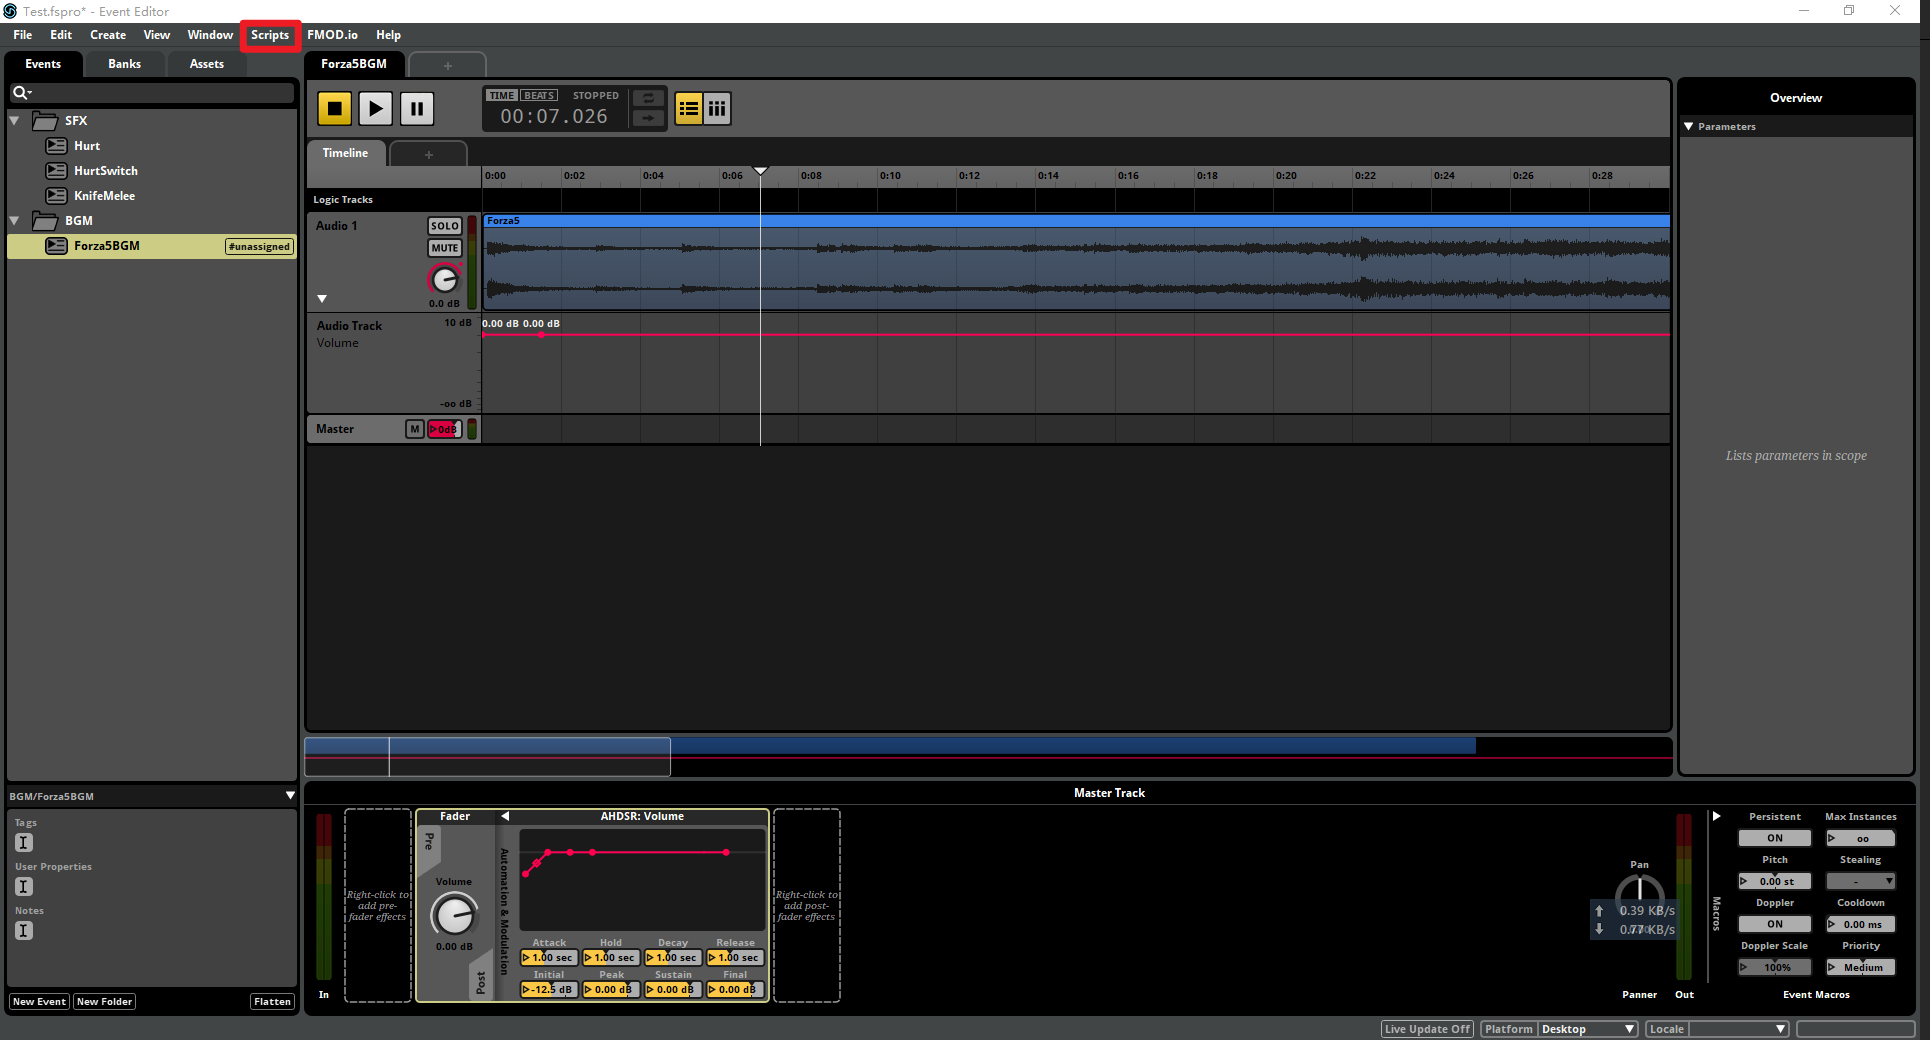 Test.fspro* - Event Editor
File Edit Create View Window Scripts FMOD.io Help
Events Banks Assets
Forza5BGM +
SFX
Hurt
HurtSwitch
KnifeMelee
BGM
Forza5BGM #unassigned
TIME BEATS STOPPED
00:07.026
Timeline +
0:00 0:02 0:04 0:06 0:08 0:10 0:12 0:14 0:16 0:18 0:20 0:22 0:24 0:26 0:28
Logic Tracks
Audio 1
SOLO
MUTE
0.0 dB
Forza5
Audio Track
Volume
10 dB
-oo dB
0.00 dB 0.00 dB
Master M 0dB
Overview
Parameters
Lists parameters in scope
BGM/Forza5BGM
Tags
User Properties
Notes
New Event New Folder Flatten
Master Track
In
Right-click to
add pre-
fader effects
Fader
Pre
Volume
0.00 dB
Post
Automation & Modulation
AHDSR: Volume
Attack Hold Decay Release
1.00 sec 1.00 sec 1.00 sec 1.00 sec
Initial Peak Sustain Final
-12.5 dB 0.00 dB 0.00 dB 0.00 dB
Right-click to
add post-
fader effects
Pan
0.39 KB/s
0.77 KB/s
Panner Out
Macros
Persistent Max Instances
ON oo
Pitch Stealing
0.00 st -
Doppler Cooldown
ON 0.00 ms
Doppler Scale Priority
100% Medium
Event Macros
Live Update Off Platform Desktop Locale